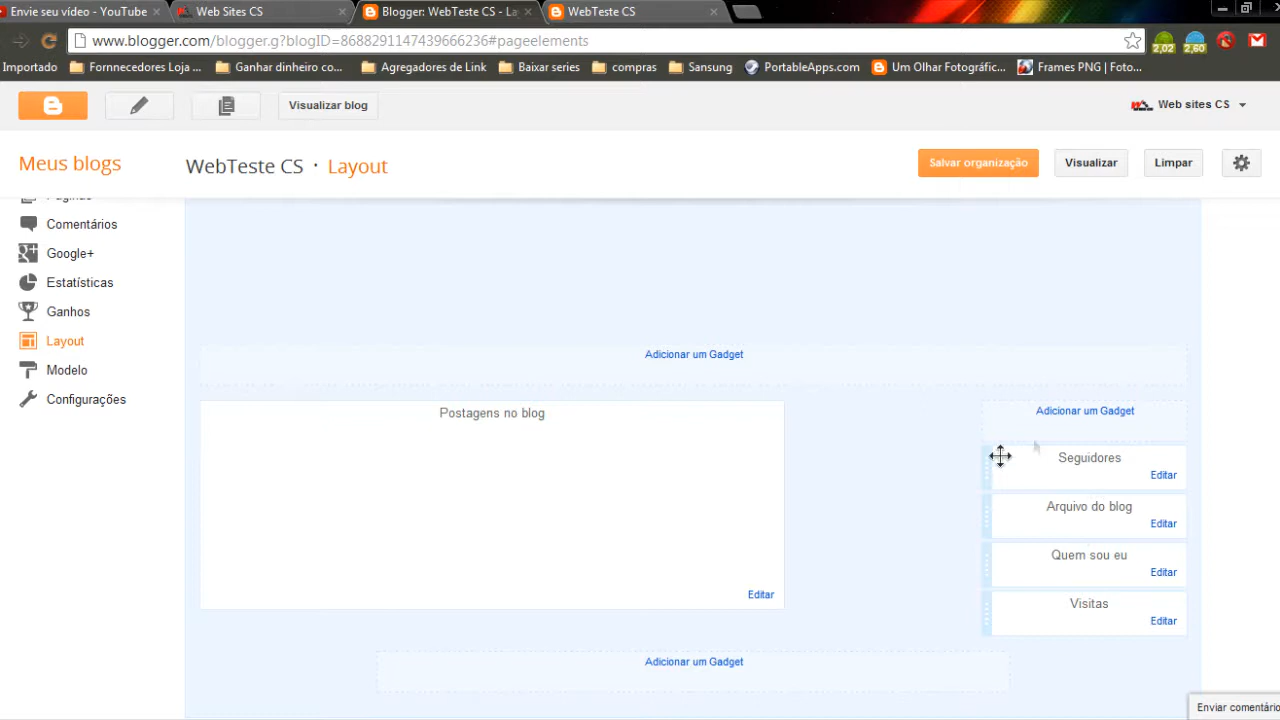 Envie seu vídeo - YouTube
Web Sites CS
Blogger: WebTeste CS - La
WebTeste CS
www.blogger.com/blogger.g?blogID=8688291147439666236#pageelements
2,02
2,60
Importado
Fornnecedores Loja ...
Ganhar dinheiro co...
Agregadores de Link
Baixar series
compras
Sansung
PortableApps.com
Um Olhar Fotográfic...
Frames PNG | Foto...
Visualizar blog
Web sites CS
Meus blogs
WebTeste CS · Layout
Salvar organização
Visualizar
Limpar
Páginas
Comentários
Google+
Estatísticas
Ganhos
Layout
Modelo
Configurações
Adicionar um Gadget
Postagens no blog
Editar
Adicionar um Gadget
Seguidores
Editar
Arquivo do blog
Editar
Quem sou eu
Editar
Visitas
Editar
Adicionar um Gadget
Enviar comentário